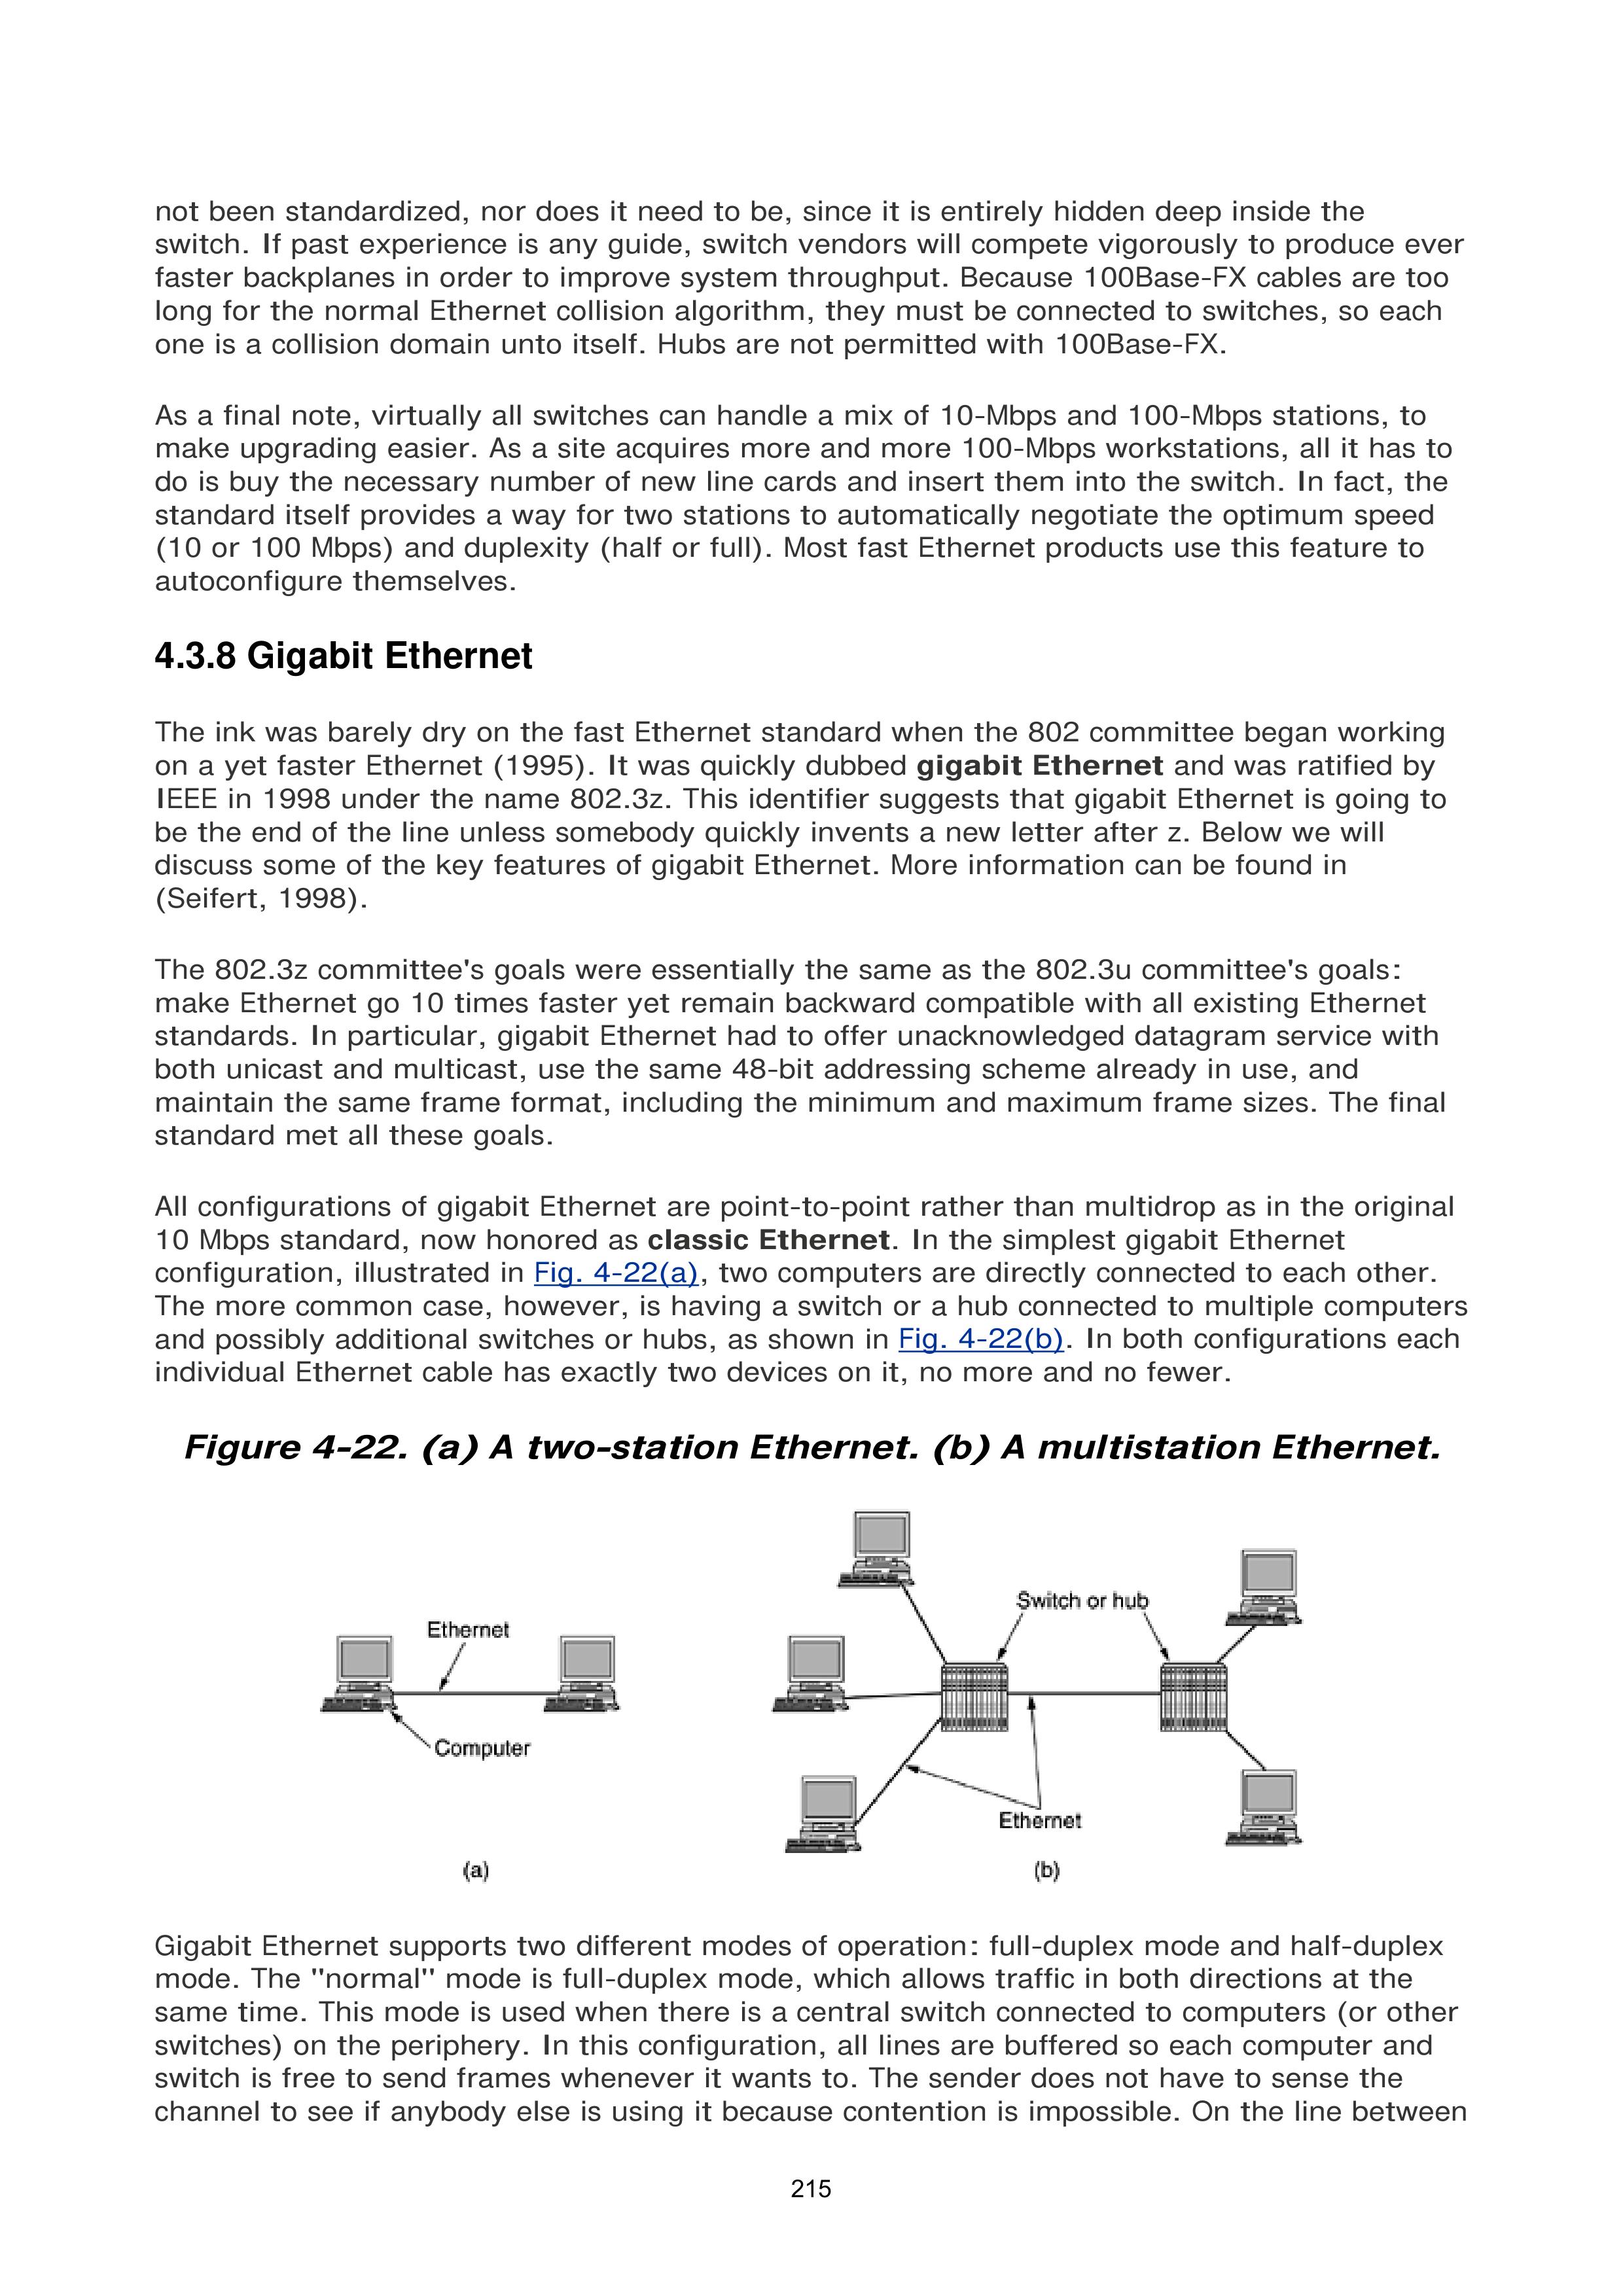 not been standardized, nor does it need to be, since it is entirely hidden deep inside the
switch. If past experience is any guide, switch vendors will compete vigorously to produce ever
faster backplanes in order to improve system throughput. Because 100Base-FX cables are too
long for the normal Ethernet collision algorithm, they must be connected to switches, so each
one is a collision domain unto itself. Hubs are not permitted with 100Base-FX.
As a final note, virtually all switches can handle a mix of 10-Mbps and 100-Mbps stations, to
make upgrading easier. As a site acquires more and more 100-Mbps workstations, all it has to
do is buy the necessary number of new line cards and insert them into the switch. In fact, the
standard itself provides a way for two stations to automatically negotiate the optimum speed
(10 or 100 Mbps) and duplexity (half or full). Most fast Ethernet products use this feature to
autoconfigure themselves.
4.3.8 Gigabit Ethernet
The ink was barely dry on the fast Ethernet standard when the 802 committee began working
on a yet faster Ethernet (1995). It was quickly dubbed gigabit Ethernet and was ratified by
IEEE in 1998 under the name 802.3z. This identifier suggests that gigabit Ethernet is going to
be the end of the line unless somebody quickly invents a new letter after z. Below we will
discuss some of the key features of gigabit Ethernet. More information can be found in
(Seifert, 1998).
The 802.3z committee's goals were essentially the same as the 802.3u committee's goals:
make Ethernet go 10 times faster yet remain backward compatible with all existing Ethernet
standards. In particular, gigabit Ethernet had to offer unacknowledged datagram service with
both unicast and multicast, use the same 48-bit addressing scheme already in use, and
maintain the same frame format, including the minimum and maximum frame sizes. The final
standard met all these goals.
All configurations of gigabit Ethernet are point-to-point rather than multidrop as in the original
10 Mbps standard, now honored as classic Ethernet. In the simplest gigabit Ethernet
configuration, illustrated in Fig. 4-22(a), two computers are directly connected to each other.
The more common case, however, is having a switch or a hub connected to multiple computers
and possibly additional switches or hubs, as shown in Fig. 4-22(b). In both configurations each
individual Ethernet cable has exactly two devices on it, no more and no fewer.
Figure 4-22. (a) A two-station Ethernet. (b) A multistation Ethernet.
Ethernet
Computer
(a)
Switch or hub
Ethernet
(b)
Gigabit Ethernet supports two different modes of operation: full-duplex mode and half-duplex
mode. The ''normal'' mode is full-duplex mode, which allows traffic in both directions at the
same time. This mode is used when there is a central switch connected to computers (or other
switches) on the periphery. In this configuration, all lines are buffered so each computer and
switch is free to send frames whenever it wants to. The sender does not have to sense the
channel to see if anybody else is using it because contention is impossible. On the line between
215